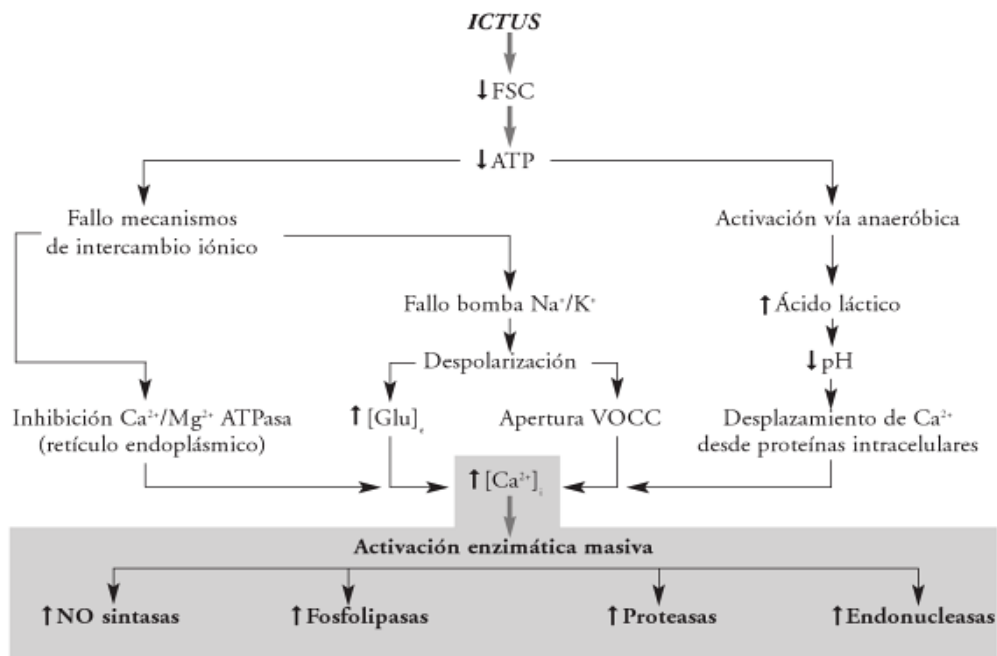 ICTUS
↓FSC
↓ATP
Fallo mecanismos
de intercambio iónico
Activación vía anaeróbica
Fallo bomba Na⁺/K⁺
↑Ácido láctico
Despolarización
↓pH
Inhibición Ca²⁺/Mg²⁺ ATPasa
(retículo endoplásmico)
↑[Glu]ₑ
Apertura VOCC
Desplazamiento de Ca²⁺
desde proteínas intracelulares
↑[Ca²⁺]ᵢ
Activación enzimática masiva
↑NO sintasas
↑Fosfolipasas
↑Proteasas
↑Endonucleasas